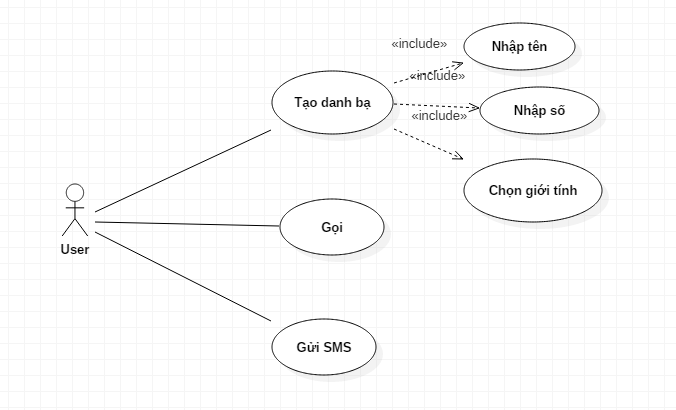 «include»
Nhập tên
«include»
Tạo danh bạ
Nhập số
«include»
Chọn giới tính
User
Gọi
Gửi SMS